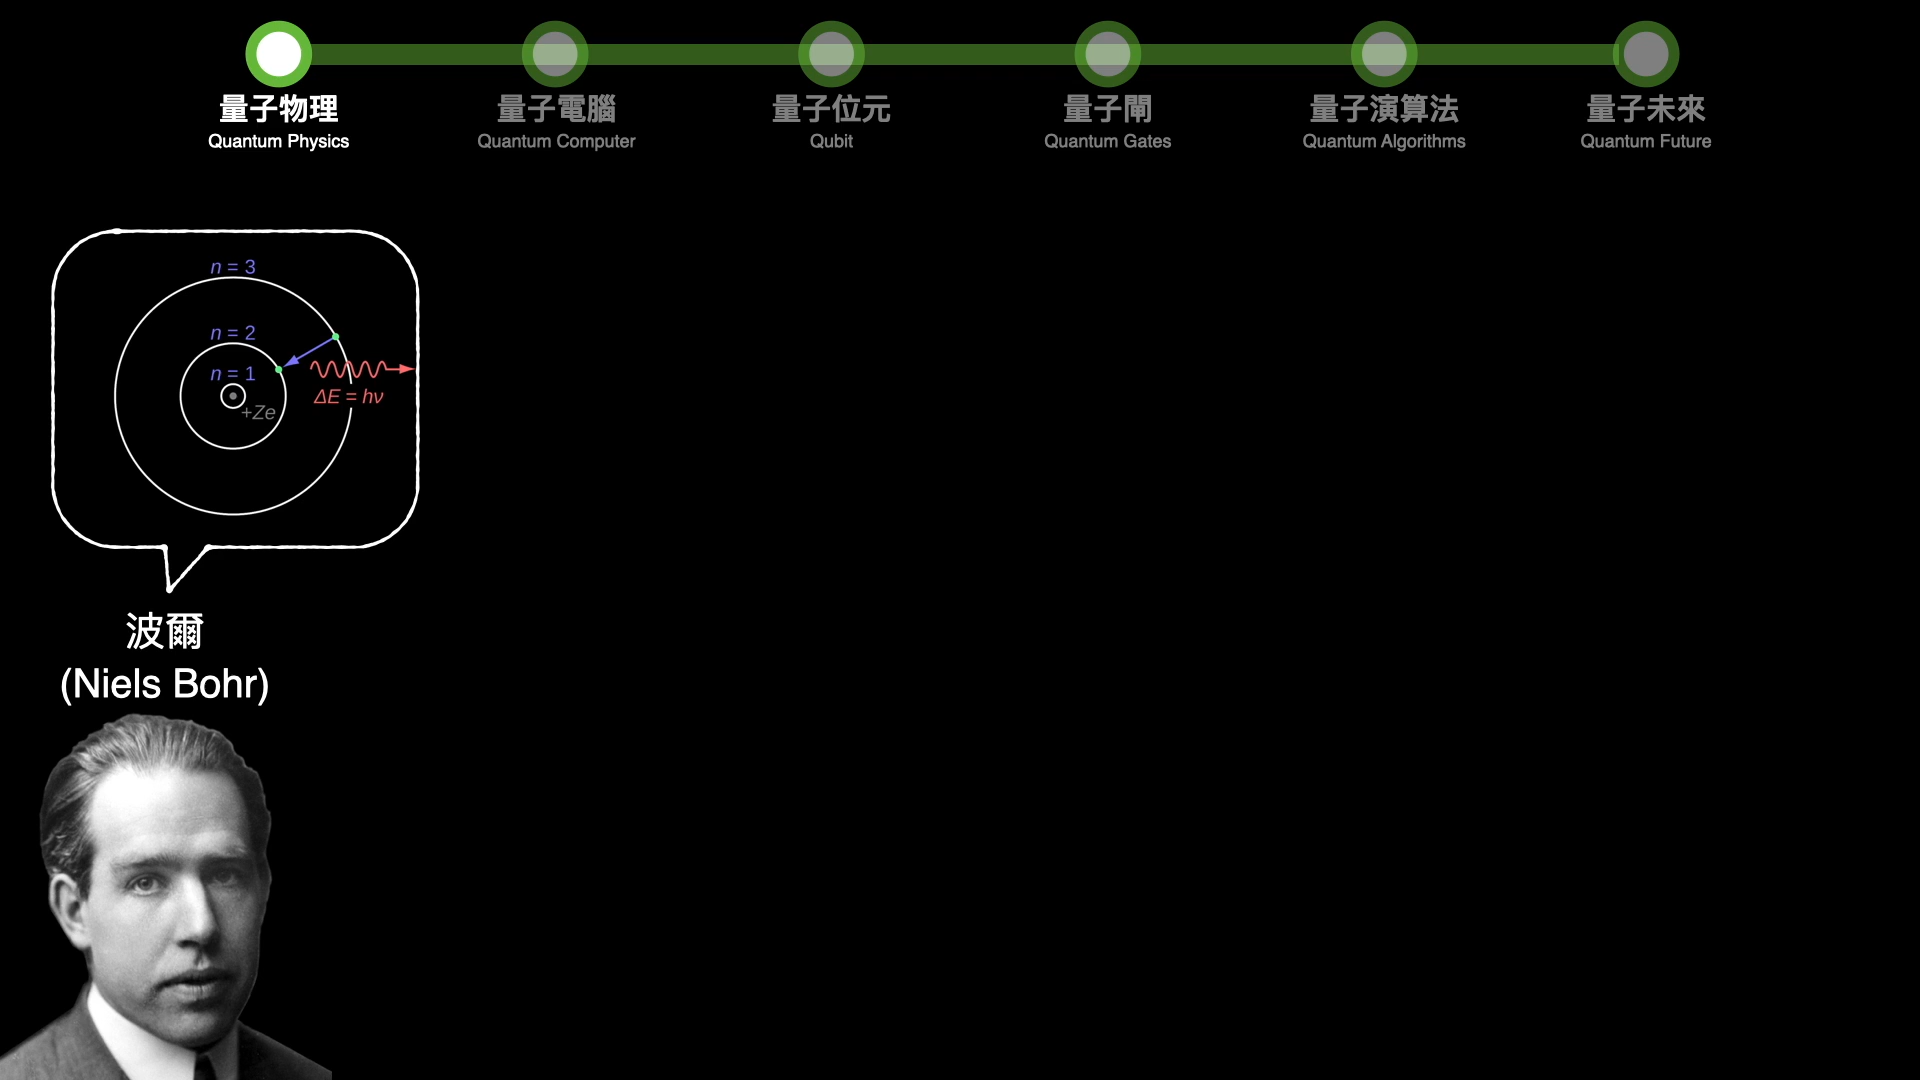 量子物理
Quantum Physics
量子電腦
Quantum Computer
量子位元
Qubit
量子閘
Quantum Gates
量子演算法
Quantum Algorithms
量子未來
Quantum Future
n = 3
n = 2
n = 1
+Ze
ΔE = hν
波爾
(Niels Bohr)